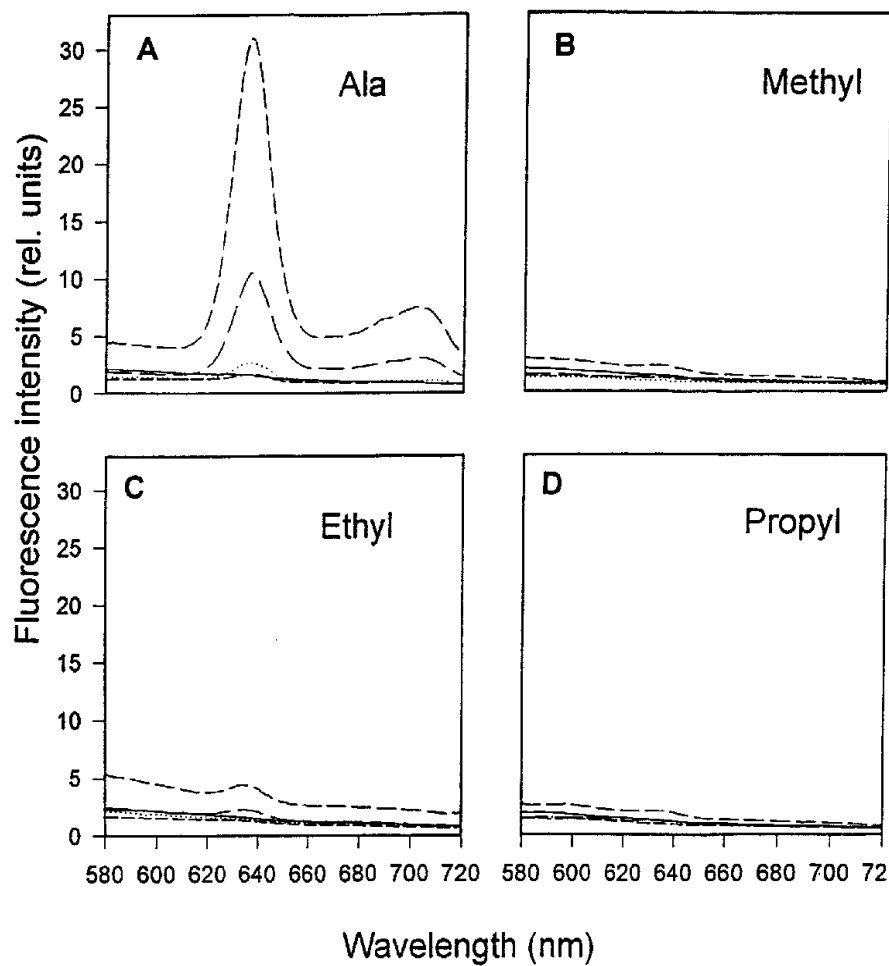 A
Ala
B
Methyl
30
25
20
15
10
5
0
C
Ethyl
D
Propyl
30
25
20
15
10
5
0
Fluorescence intensity (rel. units)
580 600 620 640 660 680 700 720
580 600 620 640 660 680 700 72
Wavelength (nm)